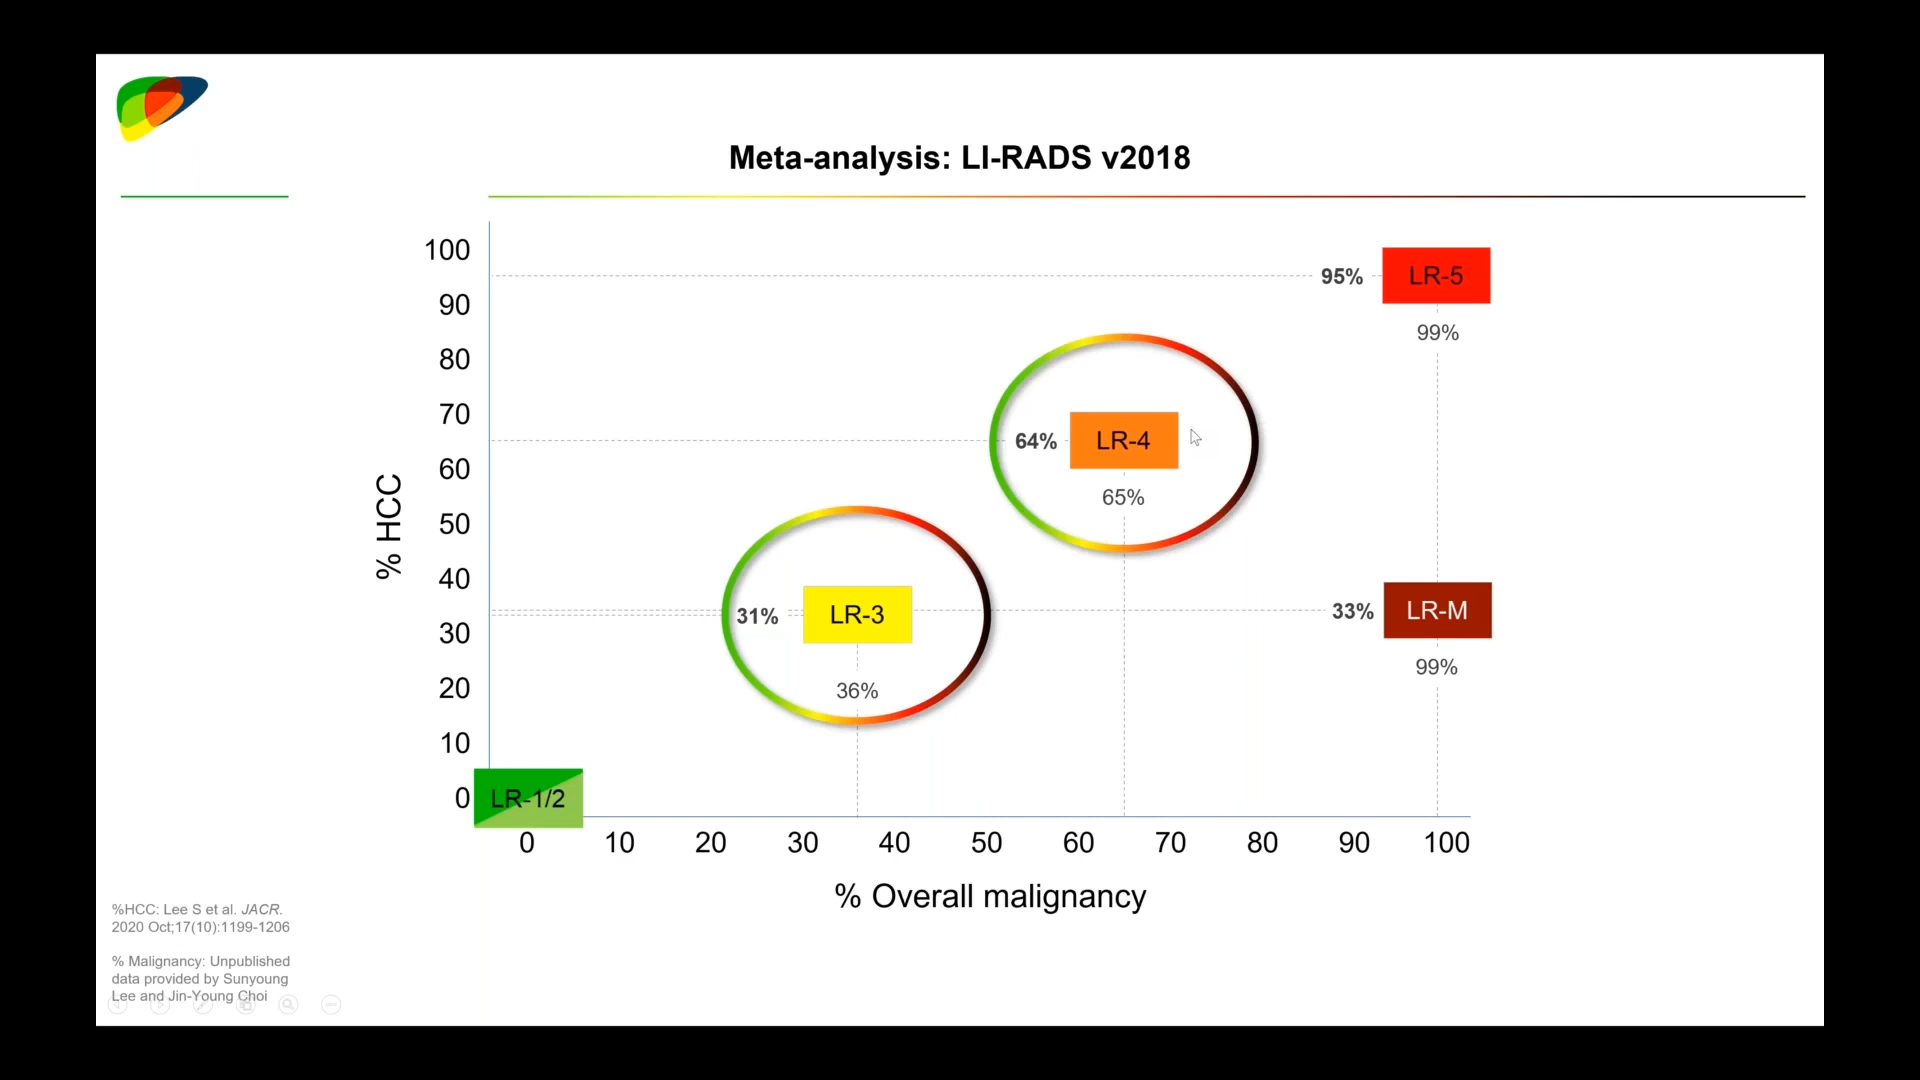 Meta-analysis: LI-RADS v2018
100
90
80
70
60
50
40
30
20
10
0
% HCC
95%
LR-5
99%
64%
LR-4
65%
31%
LR-3
36%
33%
LR-M
99%
LR-1/2
0 10 20 30 40 50 60 70 80 90 100
% Overall malignancy
%HCC: Lee S et al. JACR.
2020 Oct;17(10):1199-1206
% Malignancy: Unpublished
data provided by Sunyoung
Lee and Jin-Young Choi